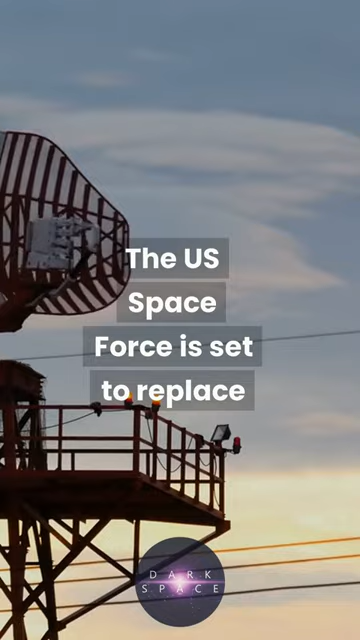 The US
Space
Force is set
to replace
DARK
SPACE